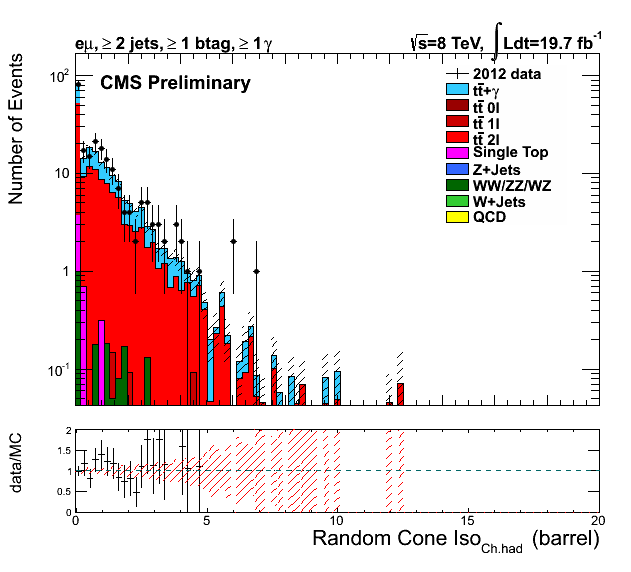 eμ, ≥ 2 jets, ≥ 1 btag, ≥ 1 γ
√s=8 TeV, ∫Ldt=19.7 fb⁻¹
CMS Preliminary
2012 data
tt̄+γ
tt̄ 0l
tt̄ 1l
tt̄ 2l
Single Top
Z+Jets
WW/ZZ/WZ
W+Jets
QCD
Number of Events
10²
10
1
10⁻¹
data/MC
2
1.5
1
0.5
0
0 5 10 15 20
Random Cone Iso_Ch.had (barrel)